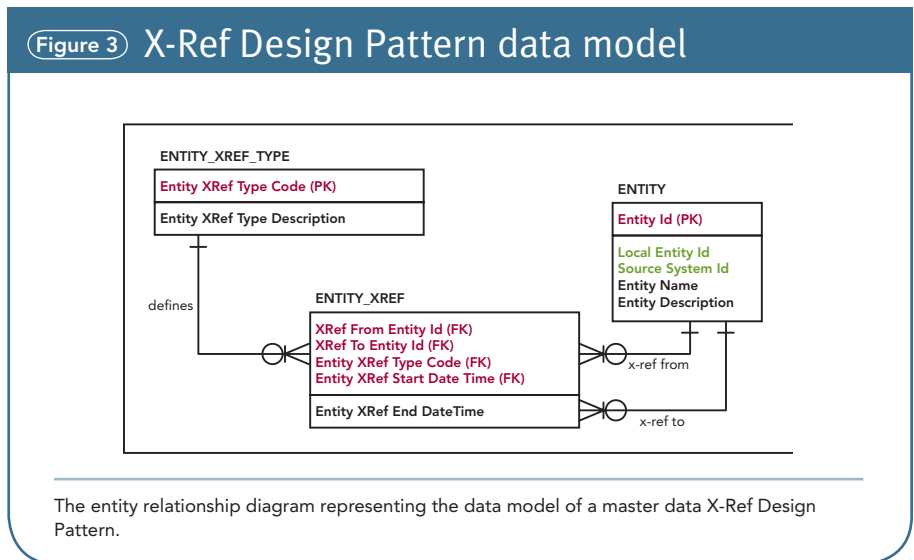 Figure 3 X-Ref Design Pattern data model
ENTITY_XREF_TYPE
Entity XRef Type Code (PK)
Entity XRef Type Description
ENTITY
Entity Id (PK)
Local Entity Id
Source System Id
Entity Name
Entity Description
defines
ENTITY_XREF
XRef From Entity Id (FK)
XRef To Entity Id (FK)
Entity XRef Type Code (FK)
Entity XRef Start Date Time (FK)
Entity XRef End DateTime
x-ref from
x-ref to
The entity relationship diagram representing the data model of a master data X-Ref Design
Pattern.